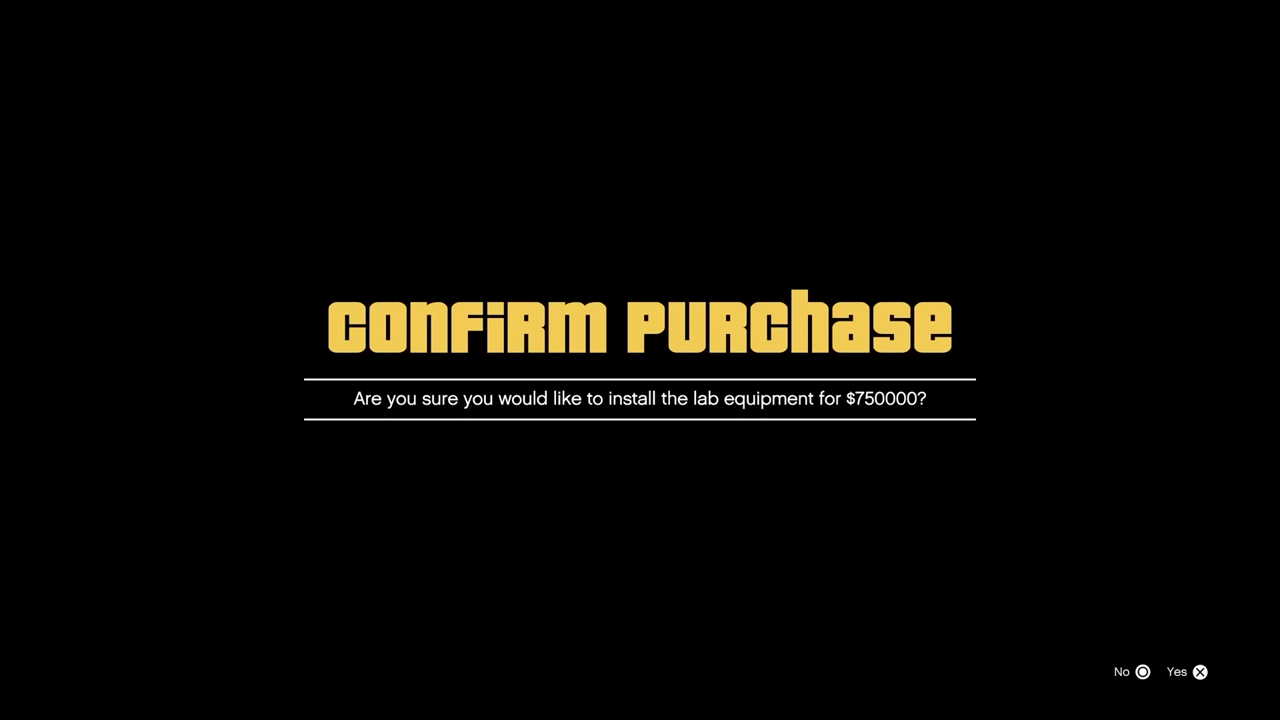 CONFIRM PURCHASE
Are you sure you would like to install the lab equipment for $750000?
No Yes